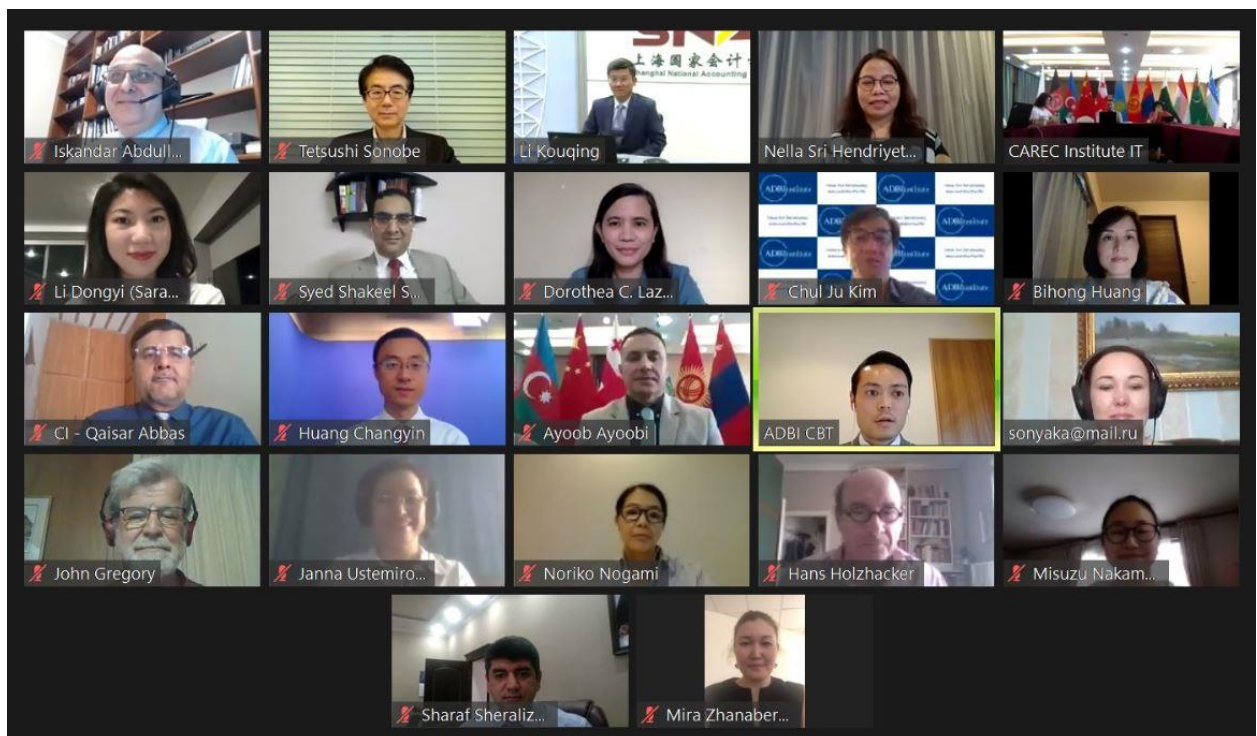 Iskandar Abdull...
Tetsushi Sonobe
上海国家会计
Shanghai National Accounting
Li Kouqing
Nella Sri Hendriyet...
CAREC Institute IT
Li Dongyi (Sara...
Syed Shakeel S...
Dorothea C. Laz...
ADBInstitute
ADBInstitute
Chul Ju Kim
Bihong Huang
CI - Qaisar Abbas
Huang Changyin
Ayoob Ayoobi
ADBI CBT
sonyaka@mail.ru
John Gregory
Janna Ustemiro...
Noriko Nogami
Hans Holzhacker
Misuzu Nakam...
Sharaf Sheraliz...
Mira Zhanaber...